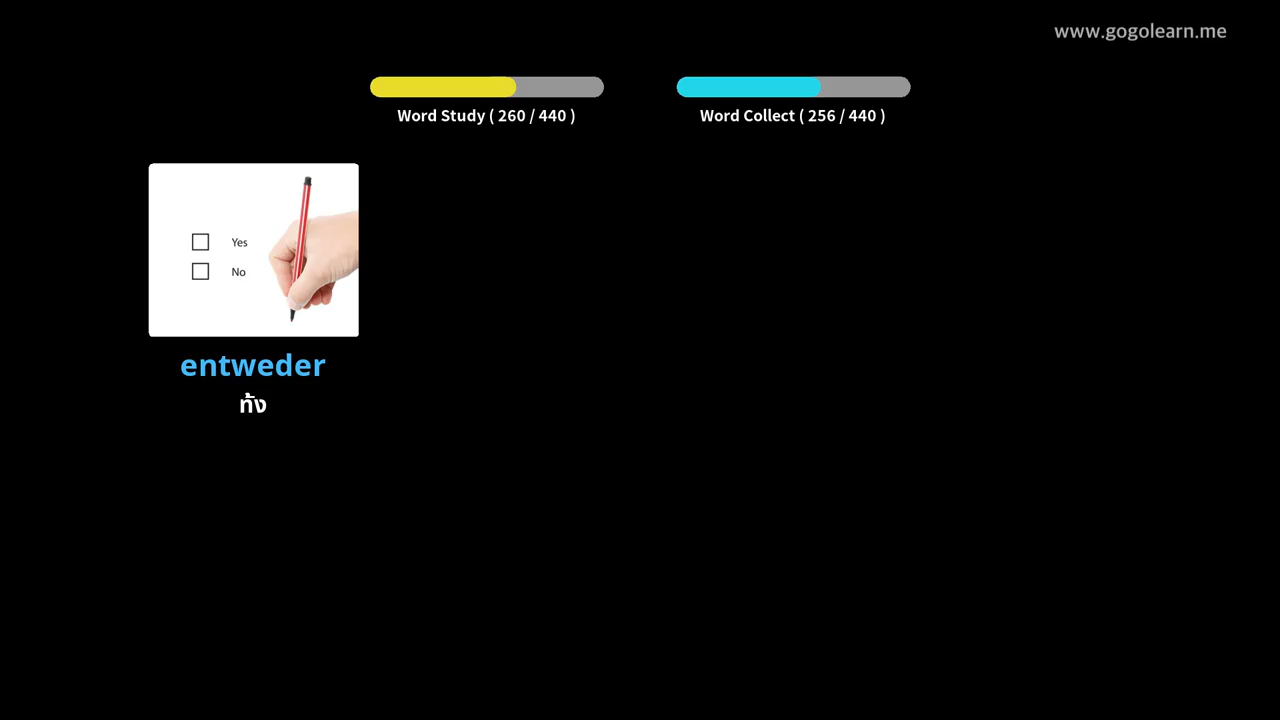 www.gogolearn.me
Word Study ( 260 / 440 )
Word Collect ( 256 / 440 )
Yes
No
entweder
ทั้ง